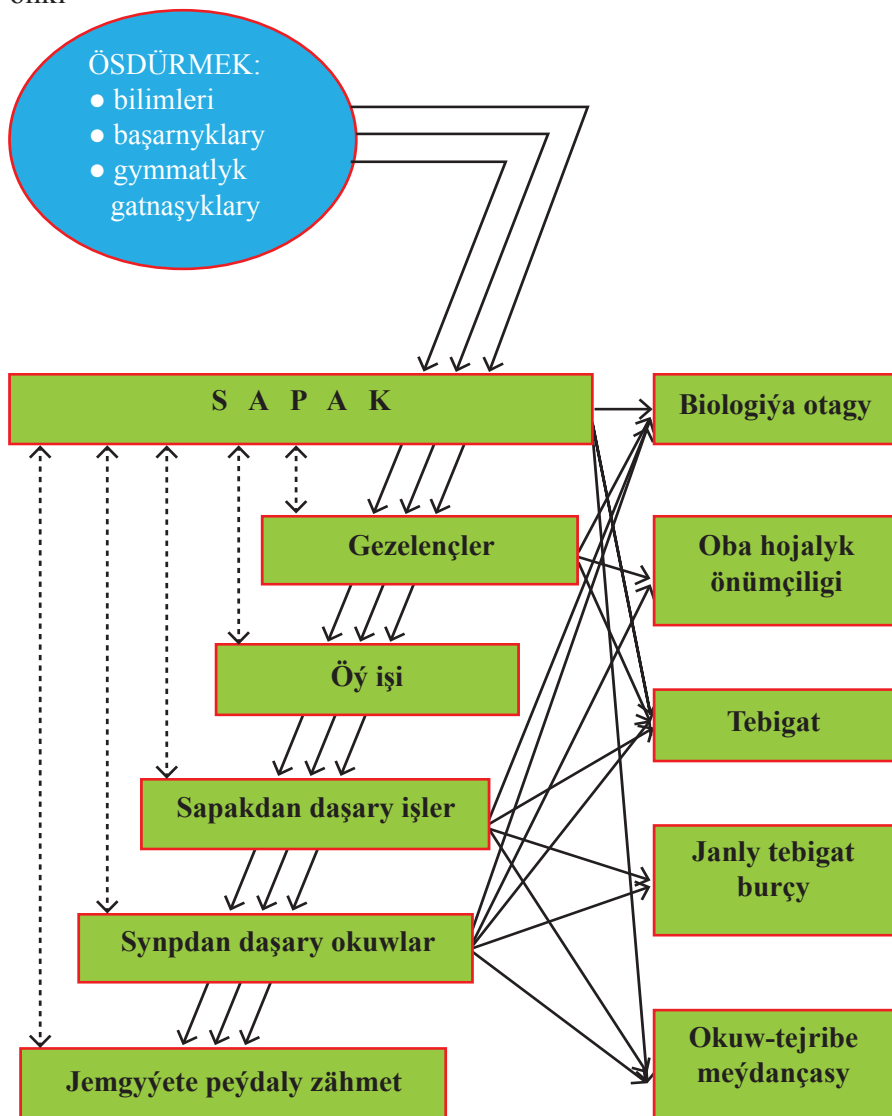 ÖSDÜRMEK:
● bilimleri
● başarnyklary
● gymmatlyk
gatnaşyklary
S A P A K
Biologiýa otagy
Gezelençler
Oba hojalyk
önümçiligi
Öý işi
Tebigat
Sapakdan daşary işler
Janly tebigat
burçy
Synpdan daşary okuwlar
Okuw-tejribe
meýdançasy
Jemgyýete peýdaly zähmet